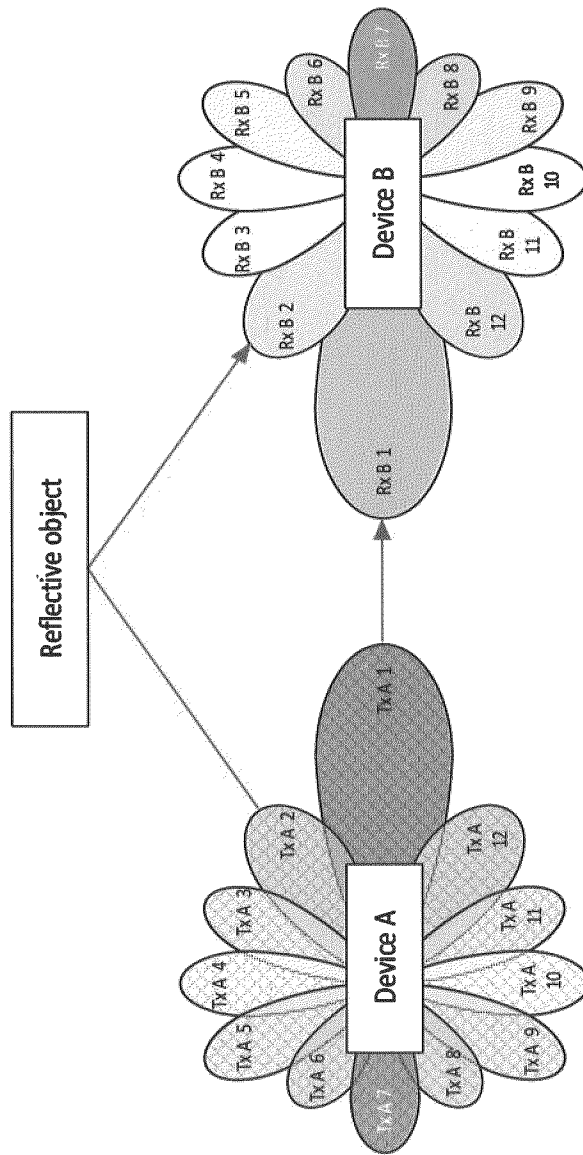 Reflective object
Tx A 1
Tx A 2
Tx A 3
Tx A 4
Tx A 5
Tx A 6
Tx A 7
Tx A 8
Tx A 9
Tx A
10
Tx A
11
Tx A
12
Device A
Rx B 1
Rx B 2
Rx B 3
Rx B 4
Rx B 5
Rx B 6
Rx B 7
Rx B 8
Rx B 9
Rx B
10
Rx B
11
Rx B
12
Device B